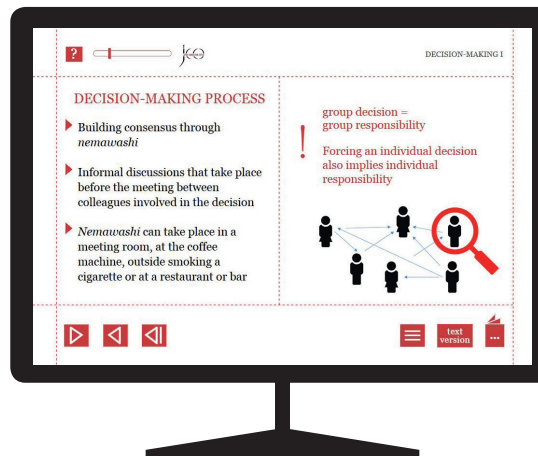 ?
DECISION-MAKING I
DECISION-MAKING PROCESS
Building consensus through
nemawashi
Informal discussions that take place
before the meeting between
colleagues involved in the decision
Nemawashi can take place in a
meeting room, at the coffee
machine, outside smoking a
cigarette or at a restaurant or bar
!
group decision =
group responsibility
Forcing an individual decision
also implies individual
responsibility
text
version
...